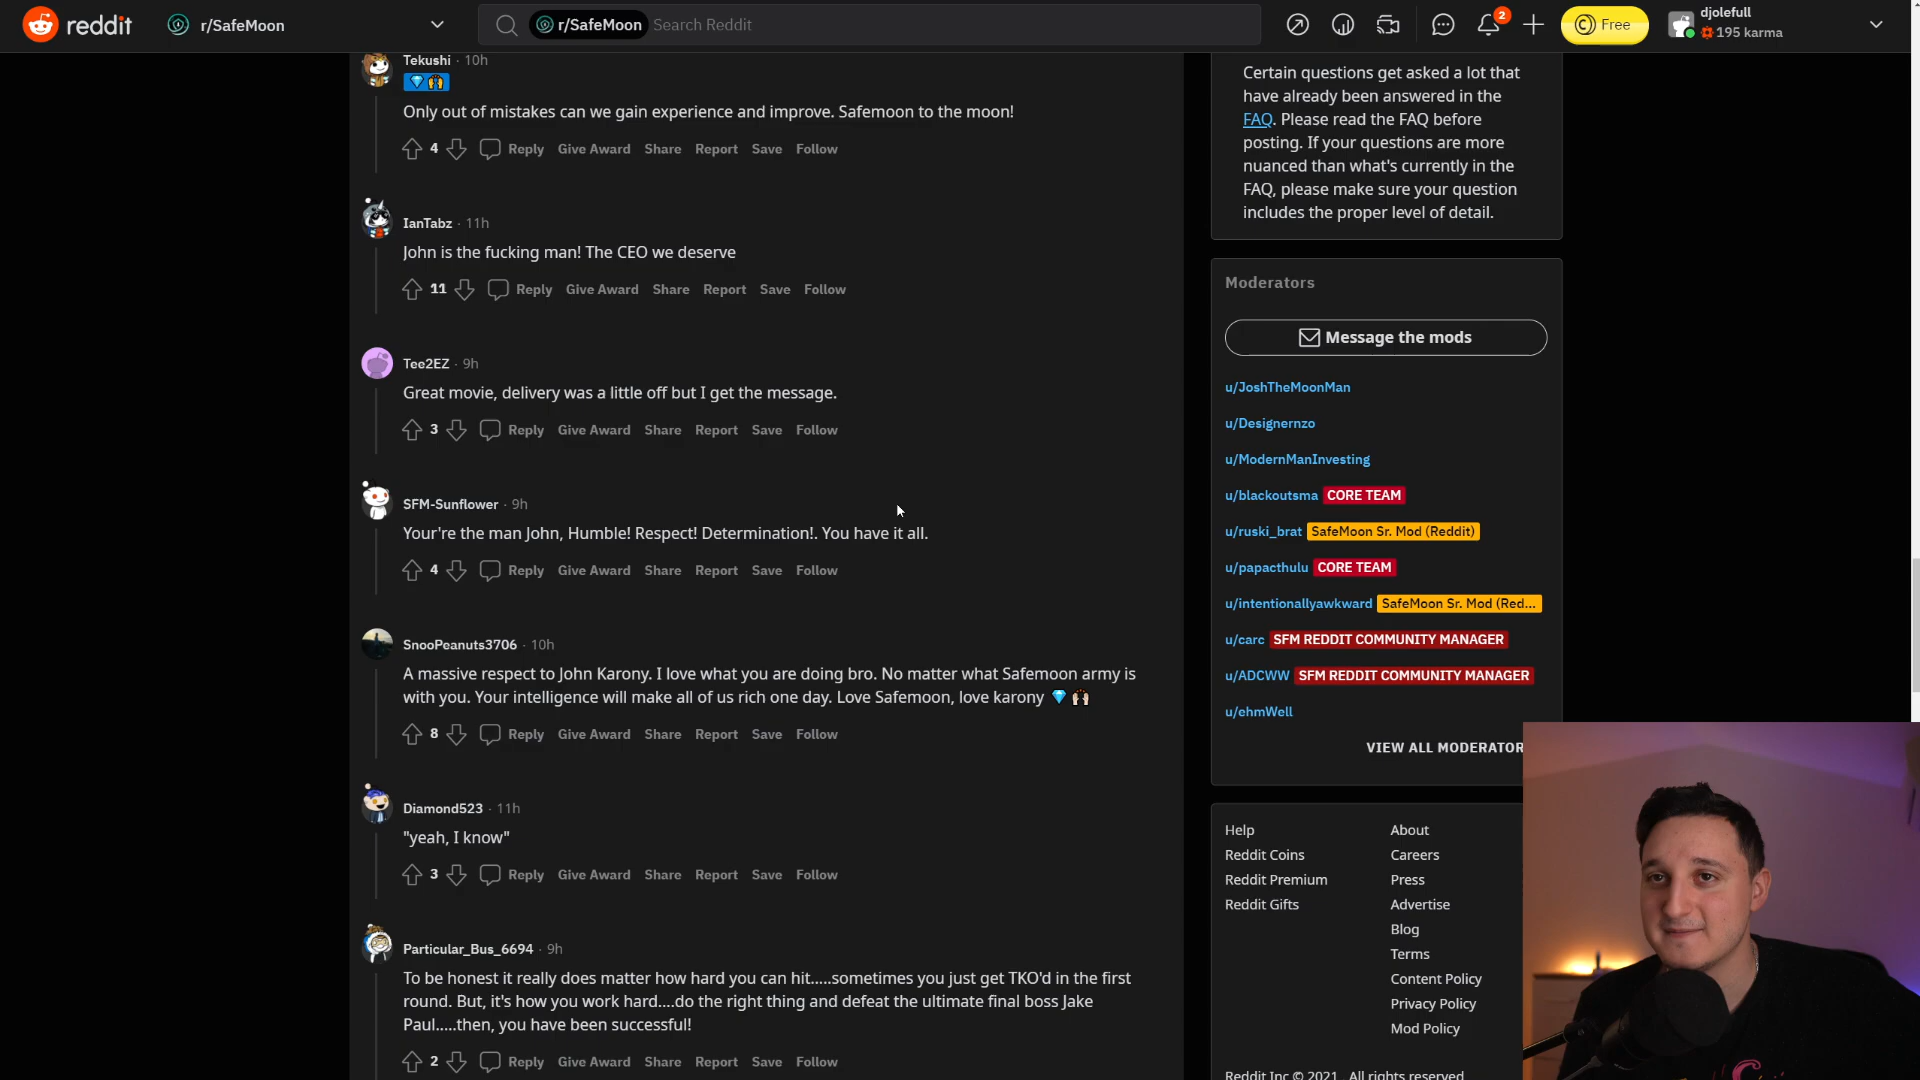 reddit r/SafeMoon r/SafeMoon Search Reddit 2 Free djolefull 195 karma
Tekushi · 10h
Only out of mistakes can we gain experience and improve. Safemoon to the moon!
4 Reply Give Award Share Report Save Follow
IanTabz · 11h
John is the fucking man! The CEO we deserve
11 Reply Give Award Share Report Save Follow
Tee2EZ · 9h
Great movie, delivery was a little off but I get the message.
3 Reply Give Award Share Report Save Follow
SFM-Sunflower · 9h
Your're the man John, Humble! Respect! Determination!. You have it all.
4 Reply Give Award Share Report Save Follow
SnooPeanuts3706 · 10h
A massive respect to John Karony. I love what you are doing bro. No matter what Safemoon army is
with you. Your intelligence will make all of us rich one day. Love Safemoon, love karony 💎🙌
8 Reply Give Award Share Report Save Follow
Diamond523 · 11h
"yeah, I know"
3 Reply Give Award Share Report Save Follow
Particular_Bus_6694 · 9h
To be honest it really does matter how hard you can hit.....sometimes you just get TKO'd in the first
round. But, it's how you work hard....do the right thing and defeat the ultimate final boss Jake
Paul.....then, you have been successful!
2 Reply Give Award Share Report Save Follow
Certain questions get asked a lot that
have already been answered in the
FAQ. Please read the FAQ before
posting. If your questions are more
nuanced than what's currently in the
FAQ, please make sure your question
includes the proper level of detail.
Moderators
Message the mods
u/JoshTheMoonMan
u/Designernzo
u/ModernManInvesting
u/blackoutsma CORE TEAM
u/ruski_brat SafeMoon Sr. Mod (Reddit)
u/papacthulu CORE TEAM
u/intentionallyawkward SafeMoon Sr. Mod (Red...
u/carc SFM REDDIT COMMUNITY MANAGER
u/ADCWW SFM REDDIT COMMUNITY MANAGER
u/ehmWell
VIEW ALL MODERATOR
Help About
Reddit Coins Careers
Reddit Premium Press
Reddit Gifts Advertise
Blog
Terms
Content Policy
Privacy Policy
Mod Policy
Reddit Inc © 2021 . All rights reserved